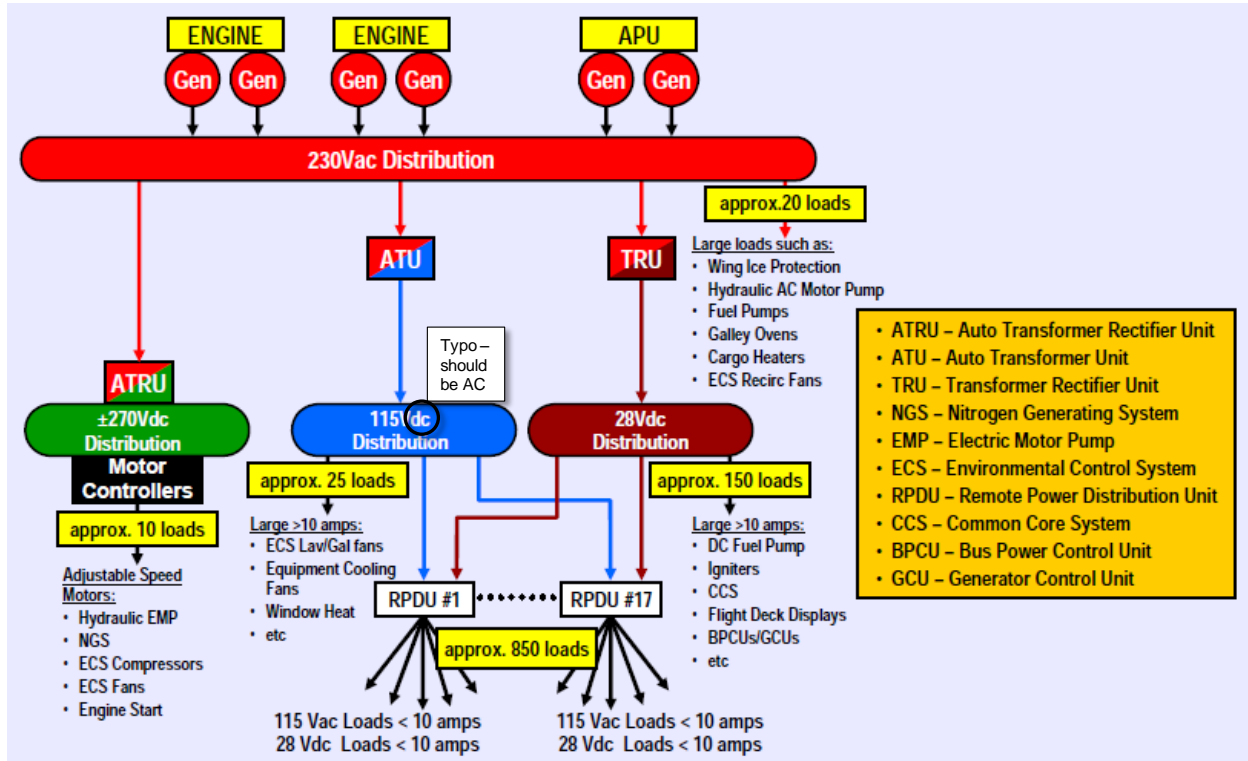 ENGINE
ENGINE
APU
Gen
Gen
Gen
Gen
Gen
Gen
230Vac Distribution
approx.20 loads
ATU
TRU
Large loads such as:
• Wing Ice Protection
• Hydraulic AC Motor Pump
• Fuel Pumps
• Galley Ovens
• Cargo Heaters
• ECS Recirc Fans
• ATRU – Auto Transformer Rectifier Unit
• ATU – Auto Transformer Unit
• TRU – Transformer Rectifier Unit
• NGS – Nitrogen Generating System
• EMP – Electric Motor Pump
• ECS – Environmental Control System
• RPDU – Remote Power Distribution Unit
• CCS – Common Core System
• BPCU – Bus Power Control Unit
• GCU – Generator Control Unit
Typo –
should
be AC
ATRU
±270Vdc
Distribution
Motor
Controllers
approx. 10 loads
Adjustable Speed
Motors:
• Hydraulic EMP
• NGS
• ECS Compressors
• ECS Fans
• Engine Start
115Vdc
Distribution
approx. 25 loads
Large >10 amps:
• ECS Lav/Gal fans
• Equipment Cooling
Fans
• Window Heat
• etc
28Vdc
Distribution
approx. 150 loads
Large >10 amps:
• DC Fuel Pump
• Igniters
• CCS
• Flight Deck Displays
• BPCUs/GCUs
• etc
RPDU #1
RPDU #17
approx. 850 loads
115 Vac Loads < 10 amps
28 Vdc Loads < 10 amps
115 Vac Loads < 10 amps
28 Vdc Loads < 10 amps